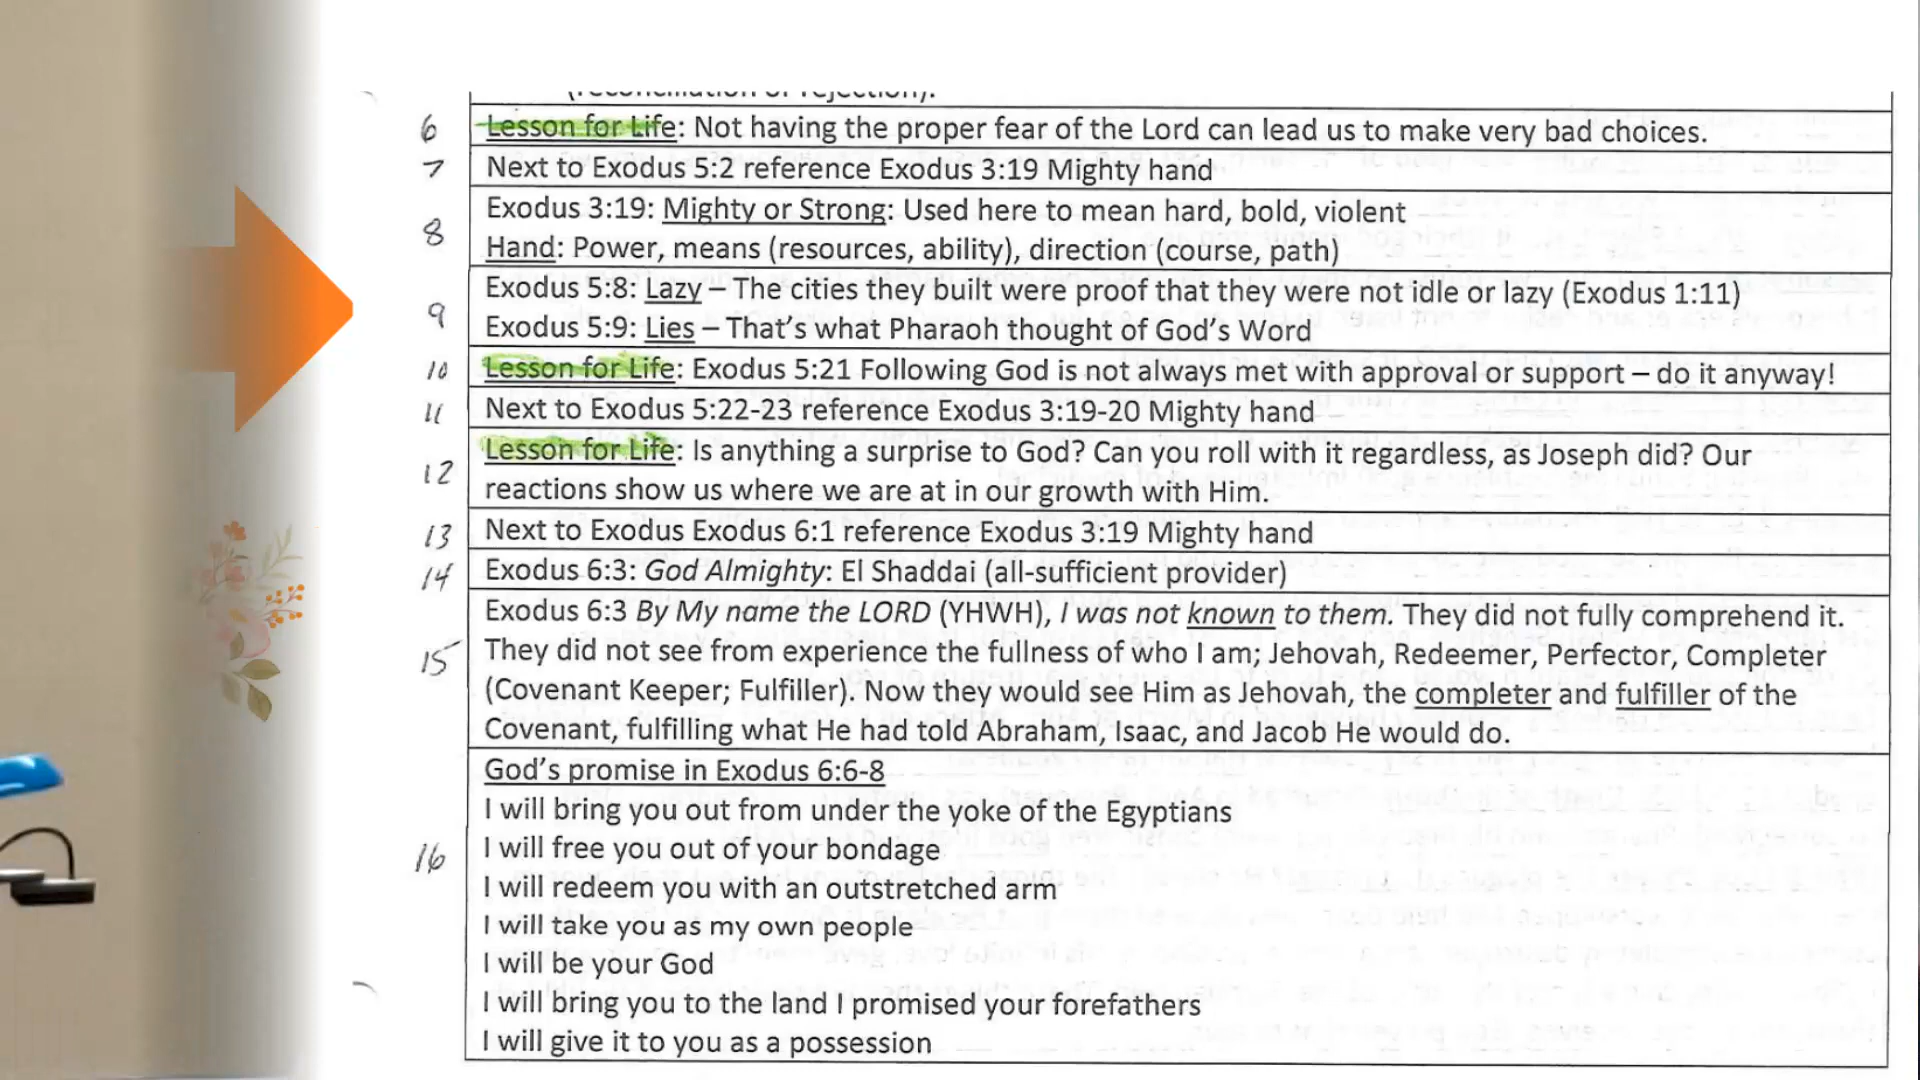 (reconciliation or rejection).
6 Lesson for Life: Not having the proper fear of the Lord can lead us to make very bad choices.
7 Next to Exodus 5:2 reference Exodus 3:19 Mighty hand
8 Exodus 3:19: Mighty or Strong: Used here to mean hard, bold, violent
Hand: Power, means (resources, ability), direction (course, path)
9 Exodus 5:8: Lazy – The cities they built were proof that they were not idle or lazy (Exodus 1:11)
Exodus 5:9: Lies – That's what Pharaoh thought of God's Word
10 Lesson for Life: Exodus 5:21 Following God is not always met with approval or support – do it anyway!
11 Next to Exodus 5:22-23 reference Exodus 3:19-20 Mighty hand
12 Lesson for Life: Is anything a surprise to God? Can you roll with it regardless, as Joseph did? Our
reactions show us where we are at in our growth with Him.
13 Next to Exodus Exodus 6:1 reference Exodus 3:19 Mighty hand
14 Exodus 6:3: God Almighty: El Shaddai (all-sufficient provider)
15 Exodus 6:3 By My name the LORD (YHWH), I was not known to them. They did not fully comprehend it.
They did not see from experience the fullness of who I am; Jehovah, Redeemer, Perfector, Completer
(Covenant Keeper; Fulfiller). Now they would see Him as Jehovah, the completer and fulfiller of the
Covenant, fulfilling what He had told Abraham, Isaac, and Jacob He would do.
16 God's promise in Exodus 6:6-8
I will bring you out from under the yoke of the Egyptians
I will free you out of your bondage
I will redeem you with an outstretched arm
I will take you as my own people
I will be your God
I will bring you to the land I promised your forefathers
I will give it to you as a possession